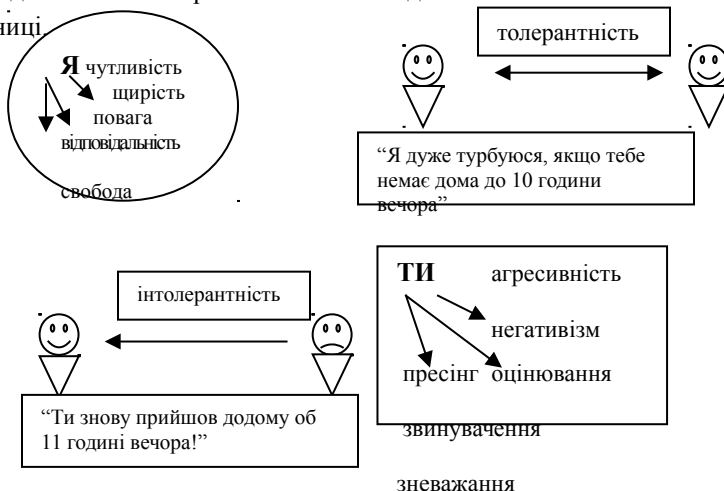 ниці.
Я чутливість
щирість
повага
відповідальність
свобода
толерантність
“Я дуже турбуюся, якщо тебе
немає дома до 10 години
вечора”
інтолерантність
“Ти знову прийшов додому об
11 годині вечора!”
ТИ агресивність
негативізм
пресінг оцінювання
звинувачення
зневажання